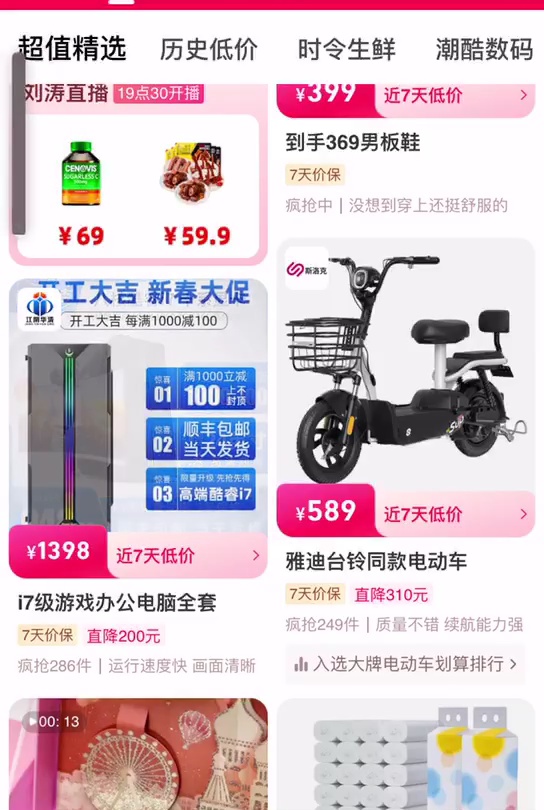 超值精选
历史低价
时令生鲜
潮酷数码
刘涛直播
19点30开播
CENOVIS
SUGARLESS C
¥69
¥59.9
江南华清
开工大吉 新春大促
开工大吉 每满1000减100
惊喜
01
满1000立减
100
上不
封顶
惊喜
02
顺丰包邮
当天发货
惊喜
03
限量升级 先抢先得
高端酷睿i7
¥1398
近7天低价
i7级游戏办公电脑全套
7天价保
直降200元
疯抢286件｜运行速度快 画面清晰
00: 13
¥399
近7天低价
到手369男板鞋
7天价保
疯抢中｜没想到穿上还挺舒服的
斯洛克
¥589
近7天低价
雅迪台铃同款电动车
7天价保
直降310元
疯抢249件｜质量不错 续航能力强
入选大牌电动车划算排行